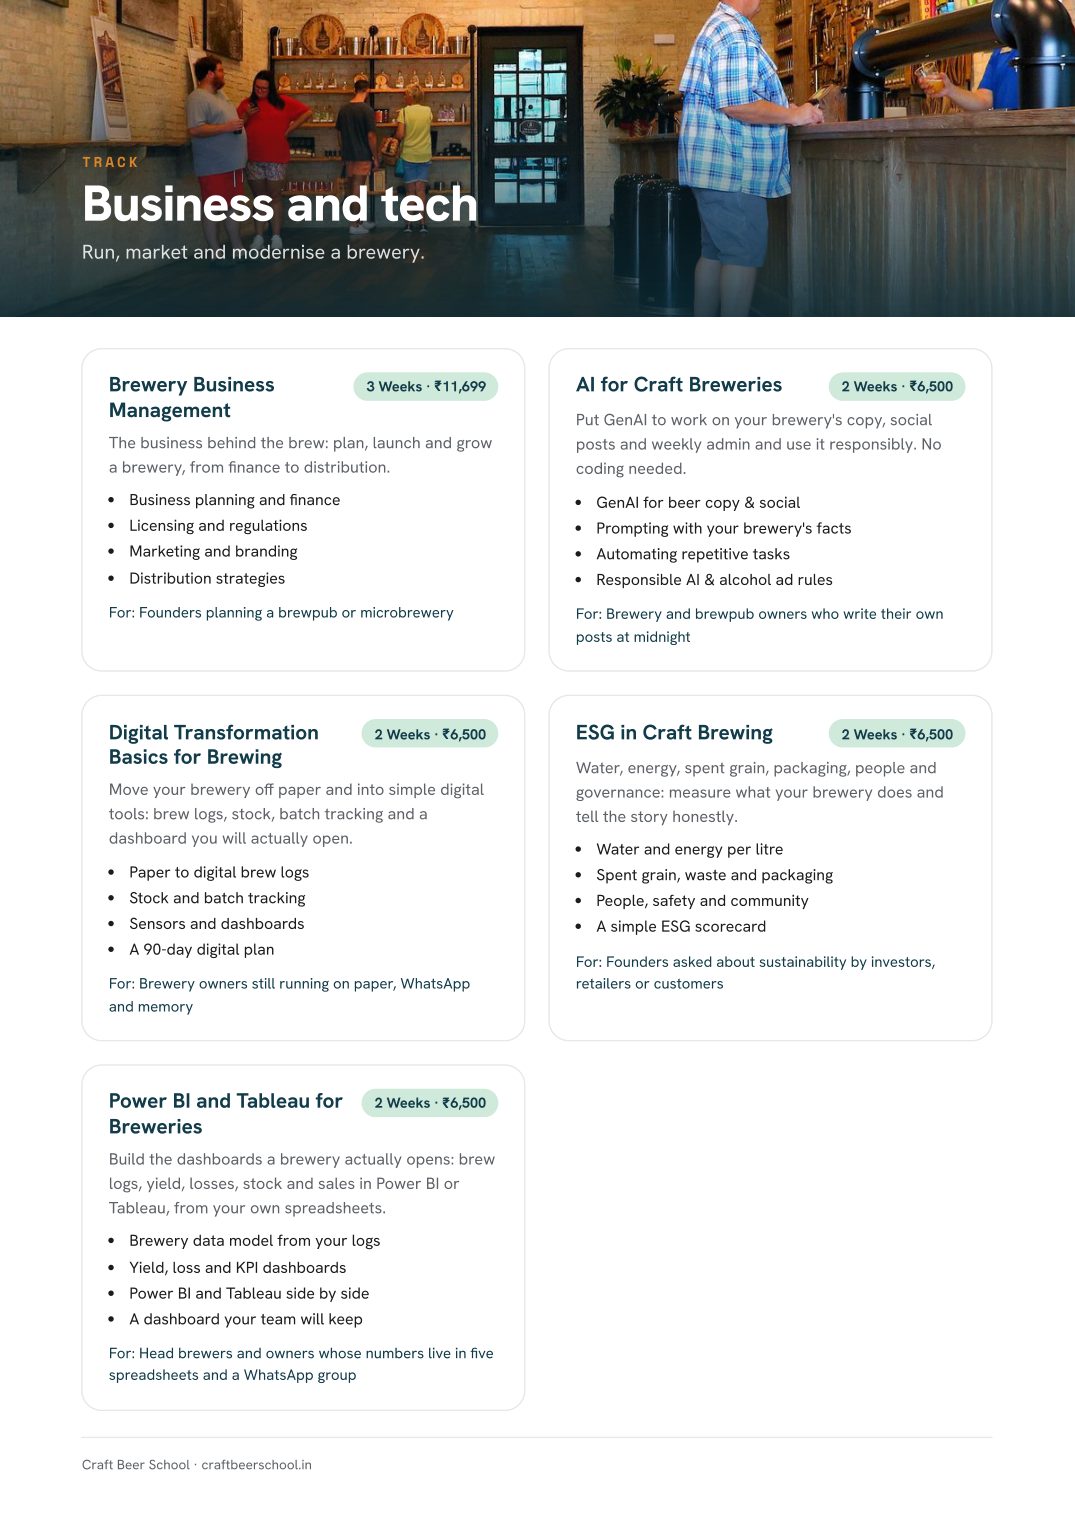 TRACK
Business and tech
Run, market and modernise a brewery.
Brewery Business
Management
3 Weeks · ₹11,699
The business behind the brew: plan, launch and grow
a brewery, from finance to distribution.
• Business planning and finance
• Licensing and regulations
• Marketing and branding
• Distribution strategies
For: Founders planning a brewpub or microbrewery
AI for Craft Breweries
2 Weeks · ₹6,500
Put GenAI to work on your brewery's copy, social
posts and weekly admin and use it responsibly. No
coding needed.
• GenAI for beer copy & social
• Prompting with your brewery's facts
• Automating repetitive tasks
• Responsible AI & alcohol ad rules
For: Brewery and brewpub owners who write their own
posts at midnight
Digital Transformation
Basics for Brewing
2 Weeks · ₹6,500
Move your brewery off paper and into simple digital
tools: brew logs, stock, batch tracking and a
dashboard you will actually open.
• Paper to digital brew logs
• Stock and batch tracking
• Sensors and dashboards
• A 90-day digital plan
For: Brewery owners still running on paper, WhatsApp
and memory
ESG in Craft Brewing
2 Weeks · ₹6,500
Water, energy, spent grain, packaging, people and
governance: measure what your brewery does and
tell the story honestly.
• Water and energy per litre
• Spent grain, waste and packaging
• People, safety and community
• A simple ESG scorecard
For: Founders asked about sustainability by investors,
retailers or customers
Power BI and Tableau for
Breweries
2 Weeks · ₹6,500
Build the dashboards a brewery actually opens: brew
logs, yield, losses, stock and sales in Power BI or
Tableau, from your own spreadsheets.
• Brewery data model from your logs
• Yield, loss and KPI dashboards
• Power BI and Tableau side by side
• A dashboard your team will keep
For: Head brewers and owners whose numbers live in five
spreadsheets and a WhatsApp group
Craft Beer School · craftbeerschool.in